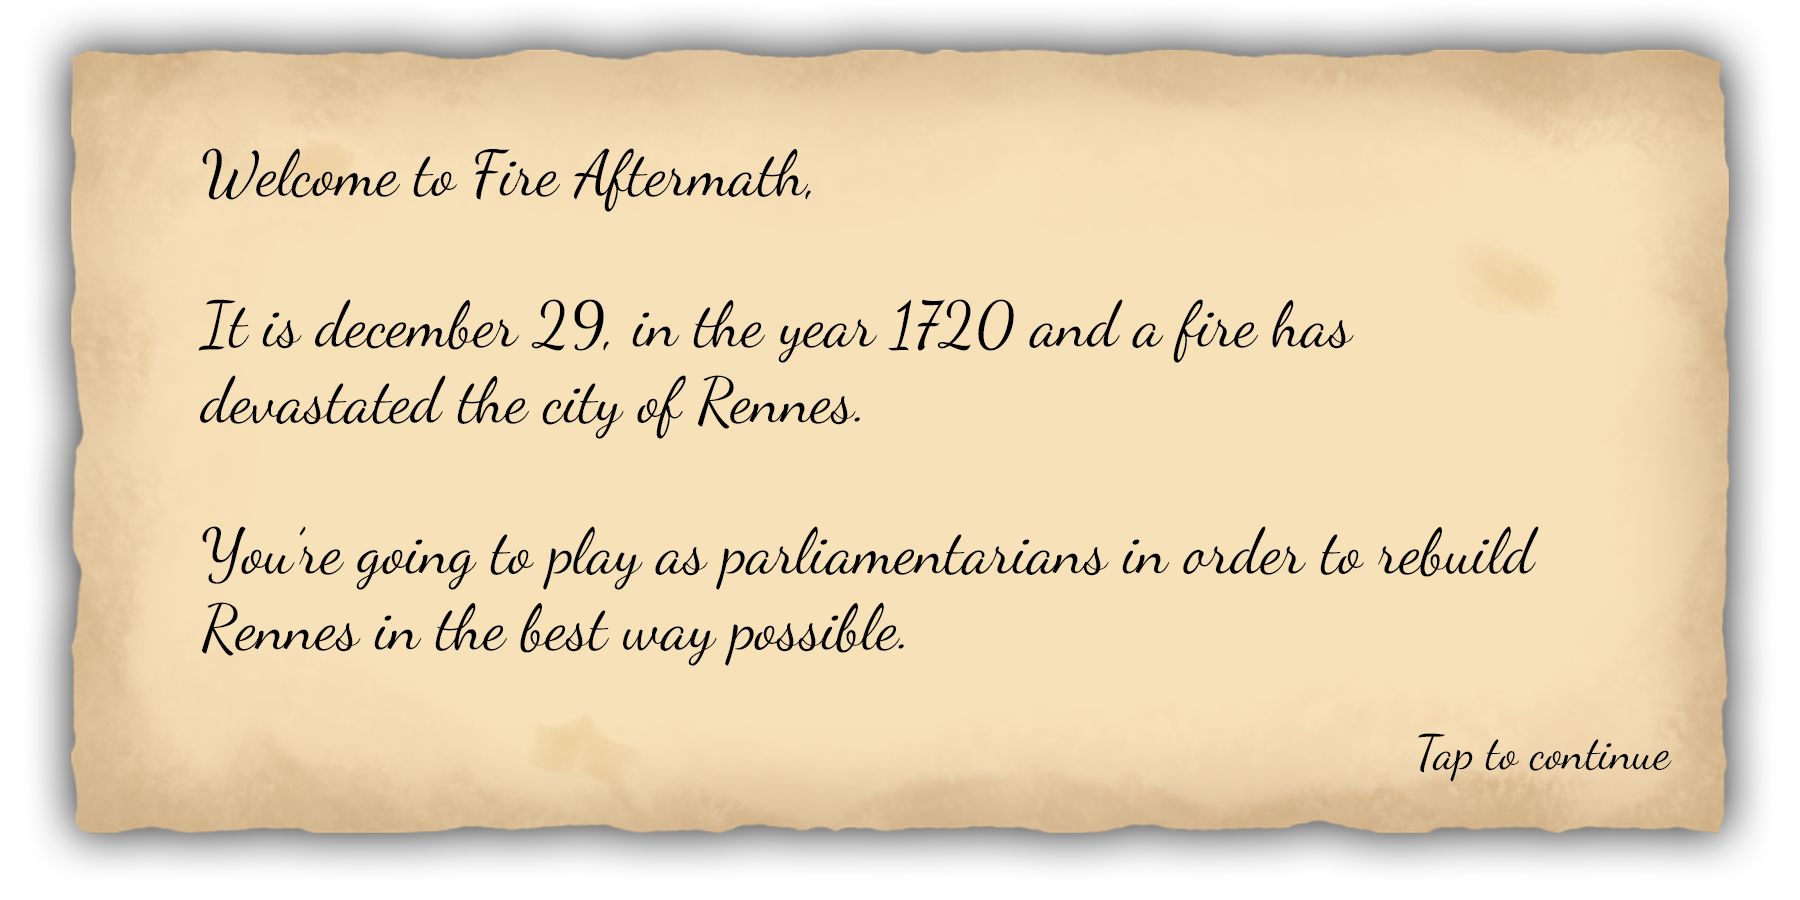 Welcome to Fire Aftermath,
It is december 29, in the year 1720 and a fire has
devastated the city of Rennes.
You're going to play as parliamentarians in order to rebuild
Rennes in the best way possible.
Tap to continue